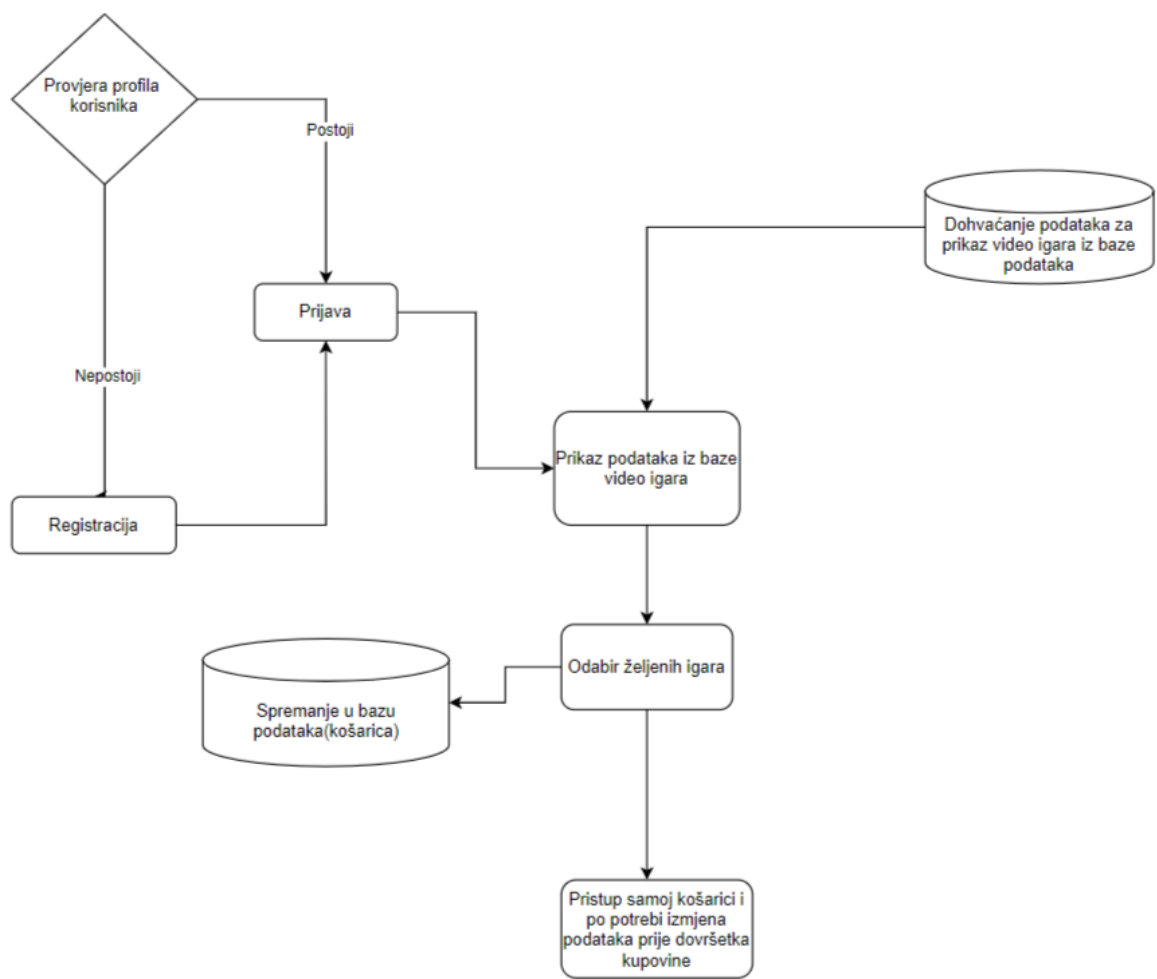 Provjera profila
korisnika
Postoji
Dohvaćanje podataka za
prikaz video igara iz baze
podataka
Prijava
Nepostoji
Prikaz podataka iz baze
video igara
Registracija
Odabir željenih igara
Spremanje u bazu
podataka(košarica)
Pristup samoj košarici i
po potrebi izmjena
podataka prije dovršetka
kupovine